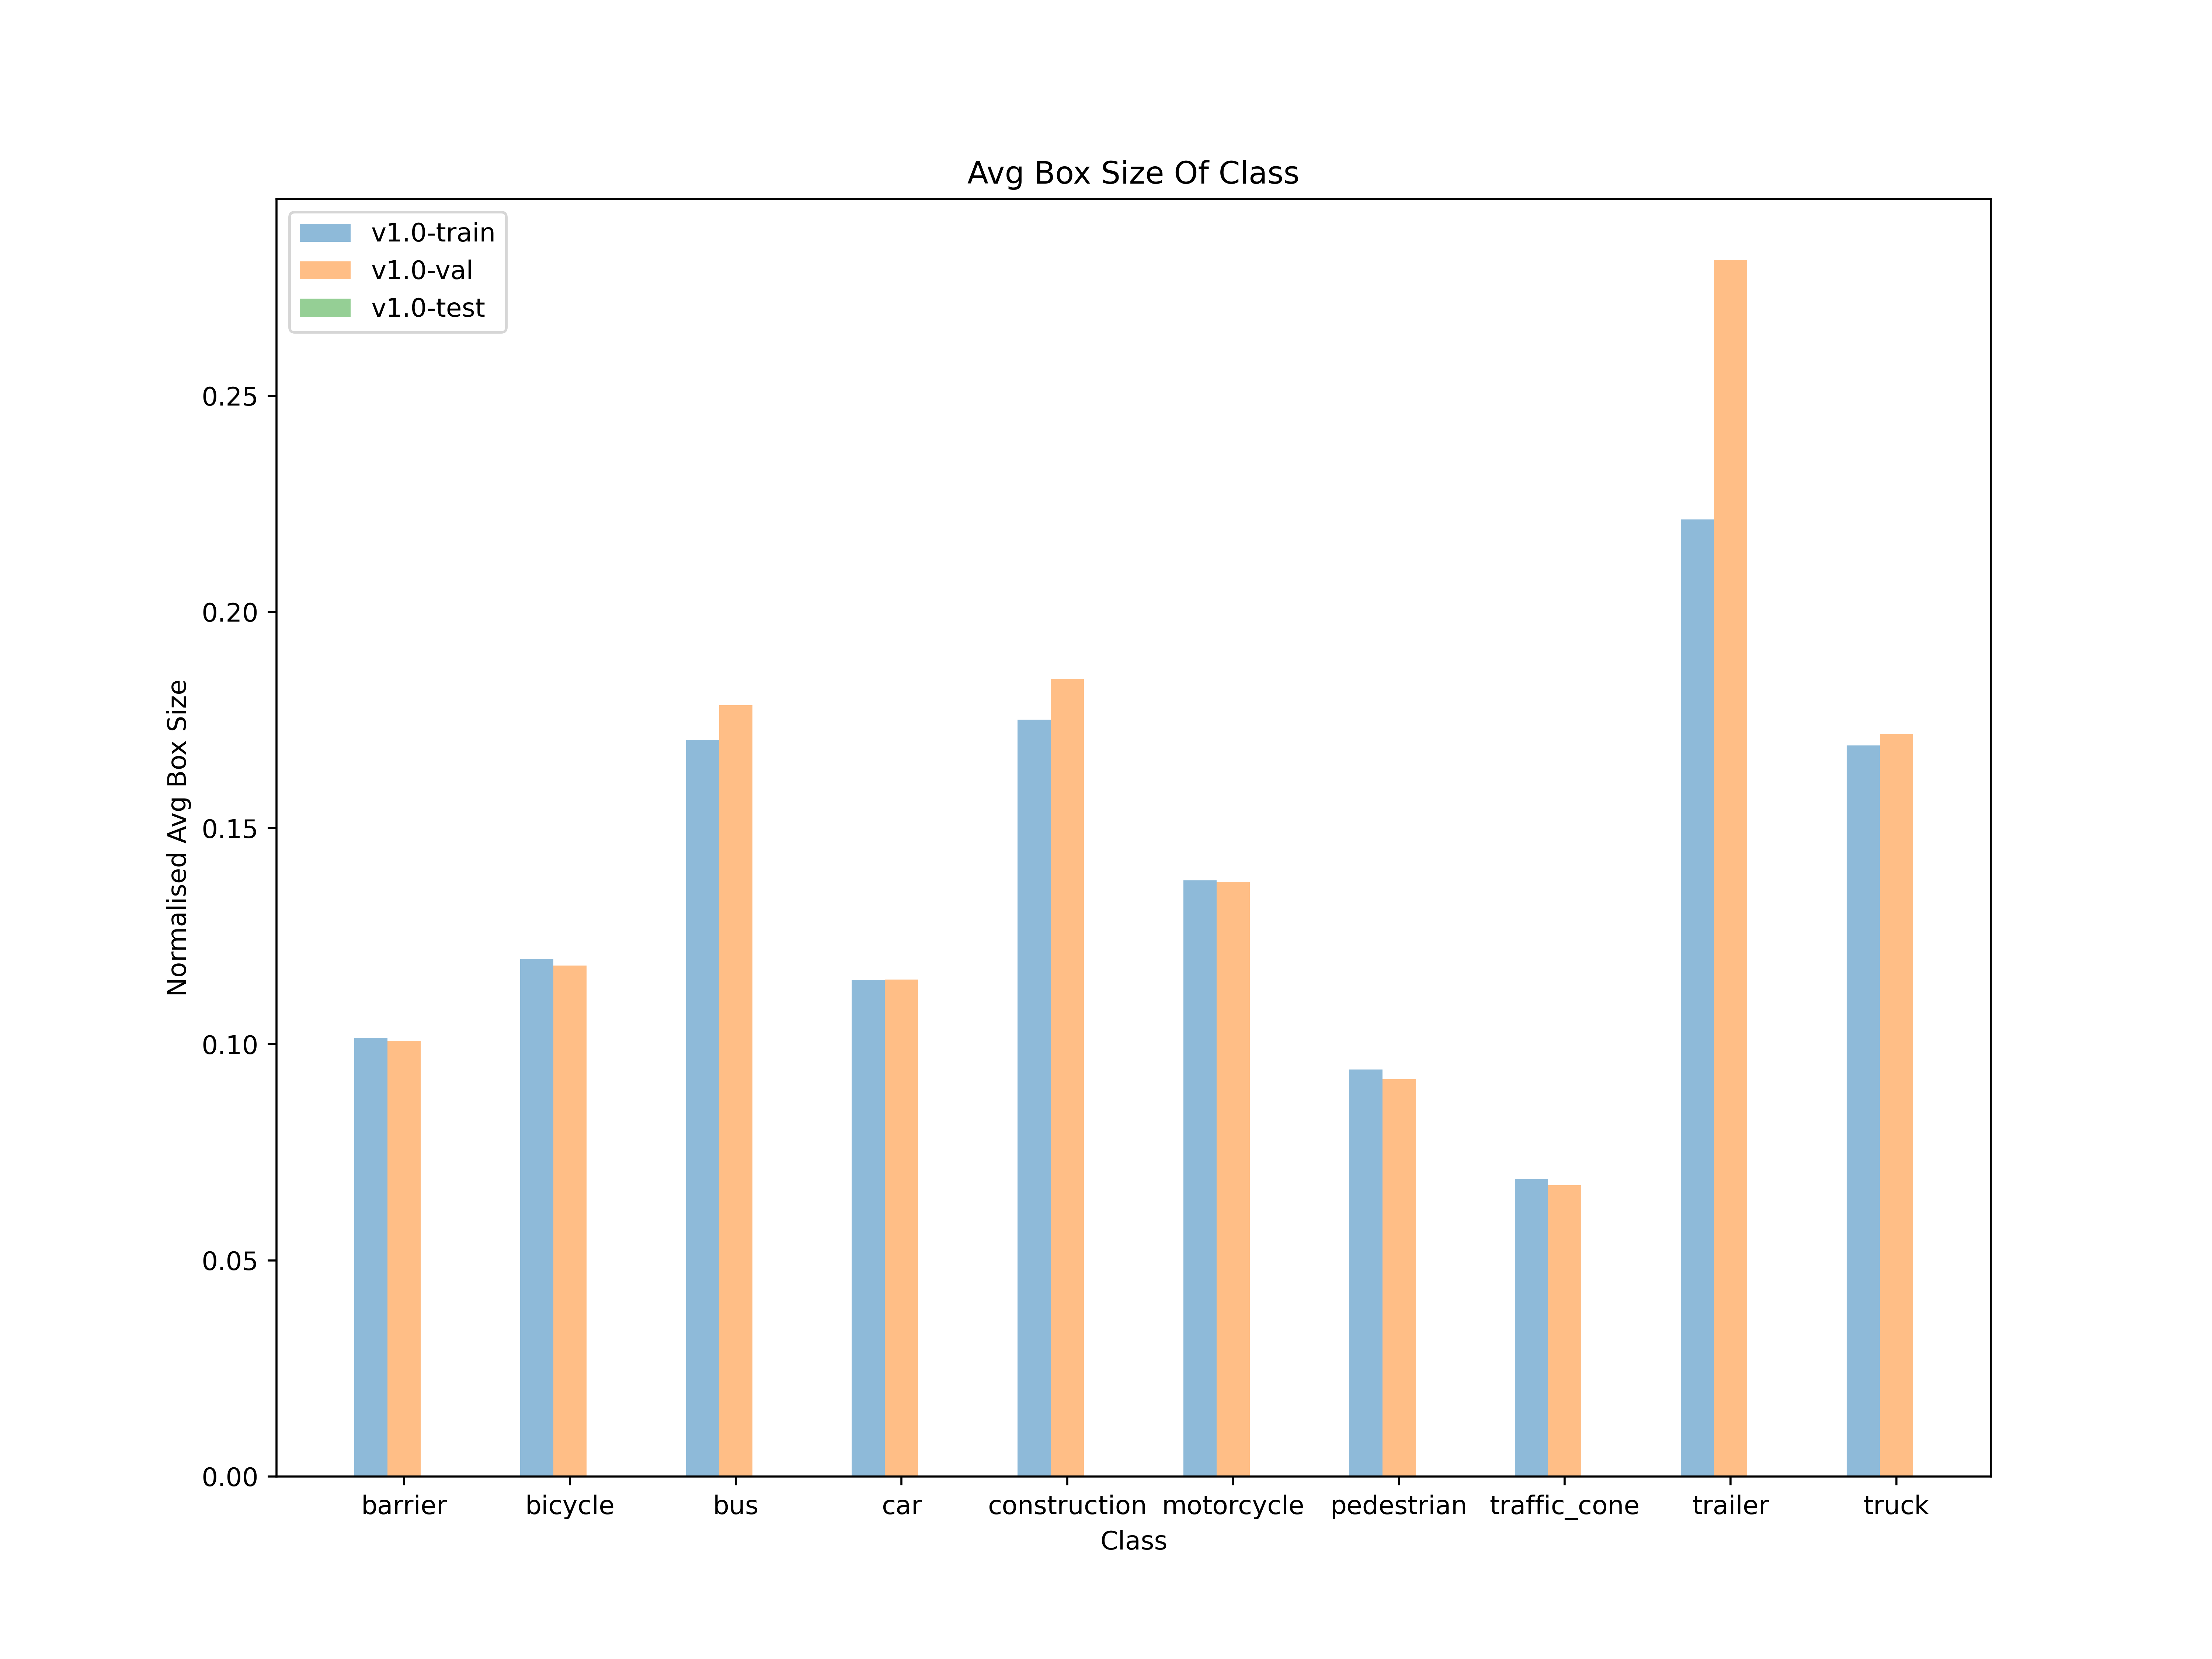 Avg Box Size Of Class
v1.0-train
v1.0-val
v1.0-test
Normalised Avg Box Size
0.25
0.20
0.15
0.10
0.05
0.00
barrier bicycle bus car construction motorcycle pedestrian traffic_cone trailer truck
Class